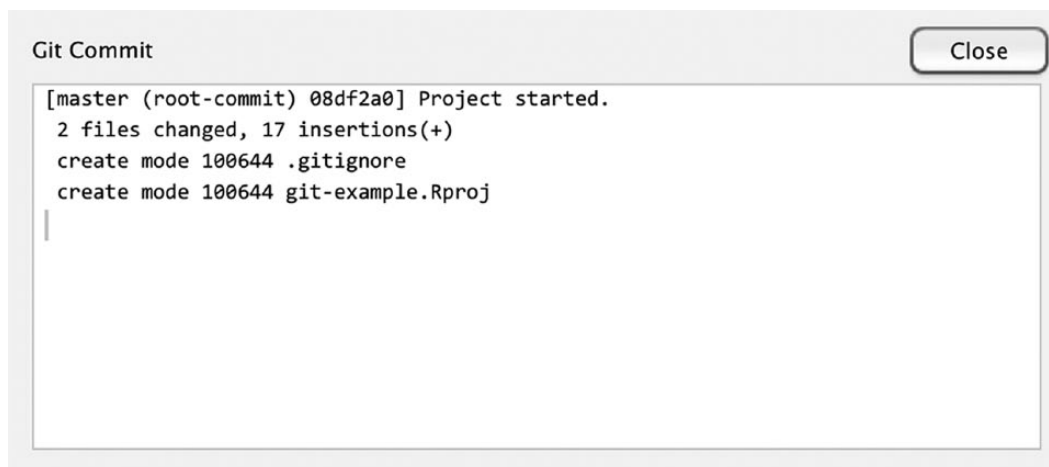 Git Commit
Close
[master (root-commit) 08df2a0] Project started.
2 files changed, 17 insertions(+)
create mode 100644 .gitignore
create mode 100644 git-example.Rproj